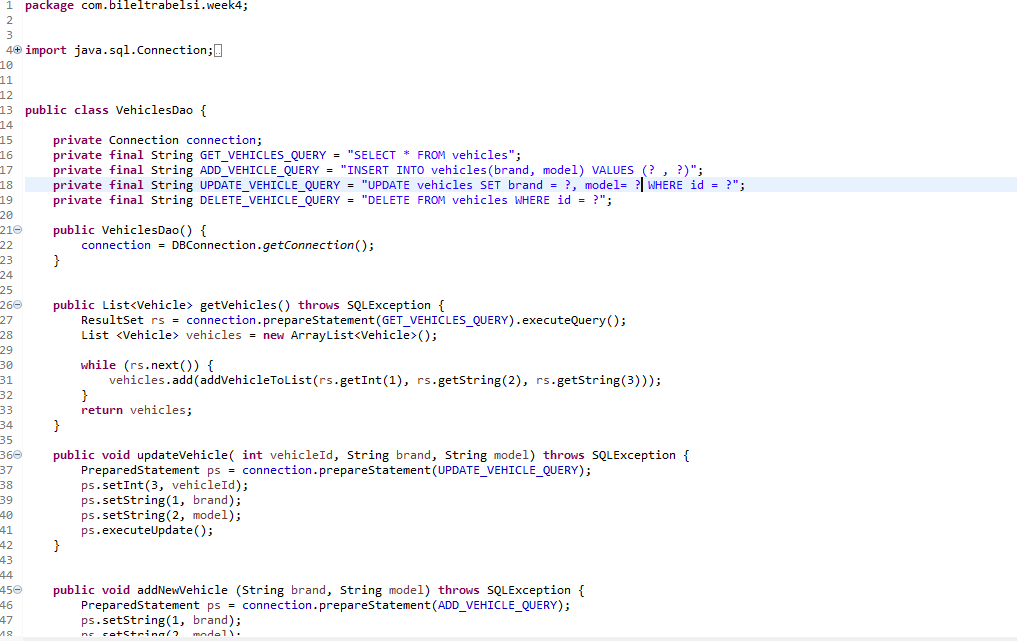 1 package com.bileltrabelsi.week4;
2
3
4 import java.sql.Connection;
10
11
12
13 public class VehiclesDao {
14
15 private Connection connection;
16 private final String GET_VEHICLES_QUERY = "SELECT * FROM vehicles";
17 private final String ADD_VEHICLE_QUERY = "INSERT INTO vehicles(brand, model) VALUES (? , ?)";
18 private final String UPDATE_VEHICLE_QUERY = "UPDATE vehicles SET brand = ?, model= ? WHERE id = ?";
19 private final String DELETE_VEHICLE_QUERY = "DELETE FROM vehicles WHERE id = ?";
20
21 public VehiclesDao() {
22 connection = DBConnection.getConnection();
23 }
24
25
26 public List<Vehicle> getVehicles() throws SQLException {
27 ResultSet rs = connection.prepareStatement(GET_VEHICLES_QUERY).executeQuery();
28 List <Vehicle> vehicles = new ArrayList<Vehicle>();
29
30 while (rs.next()) {
31 vehicles.add(addVehicleToList(rs.getInt(1), rs.getString(2), rs.getString(3)));
32 }
33 return vehicles;
34 }
35
36 public void updateVehicle( int vehicleId, String brand, String model) throws SQLException {
37 PreparedStatement ps = connection.prepareStatement(UPDATE_VEHICLE_QUERY);
38 ps.setInt(3, vehicleId);
39 ps.setString(1, brand);
40 ps.setString(2, model);
41 ps.executeUpdate();
42 }
43
44
45 public void addNewVehicle (String brand, String model) throws SQLException {
46 PreparedStatement ps = connection.prepareStatement(ADD_VEHICLE_QUERY);
47 ps.setString(1, brand);
48 ps.setString(2, model);